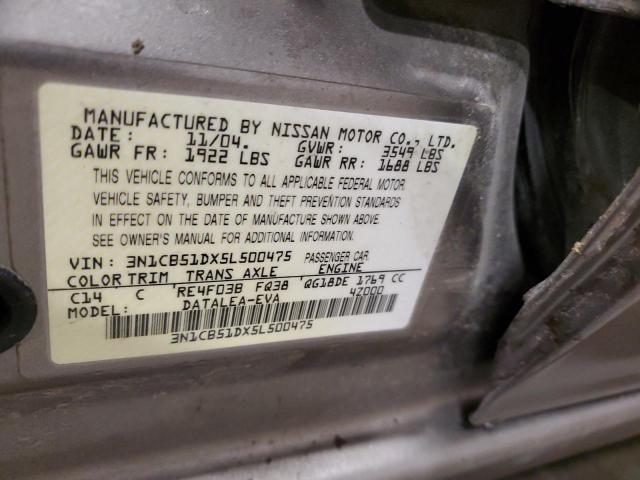 MANUFACTURED BY NISSAN MOTOR CO., LTD.
DATE: 11/04. GVWR: 3549 LBS
GAWR FR: 1922 LBS GAWR RR: 1688 LBS
THIS VEHICLE CONFORMS TO ALL APPLICABLE FEDERAL MOTOR
VEHICLE SAFETY, BUMPER AND THEFT PREVENTION STANDARDS
IN EFFECT ON THE DATE OF MANUFACTURE SHOWN ABOVE.
SEE OWNER'S MANUAL FOR ADDITIONAL INFORMATION.
VIN: 3N1CB51DX5L500475 PASSENGER CAR
COLOR TRIM TRANS AXLE ENGINE
C14 C RE4F03B FQ38 QG18DE 1769 CC
MODEL: DATALEA-EVA 42000
3N1CB51DX5L500475